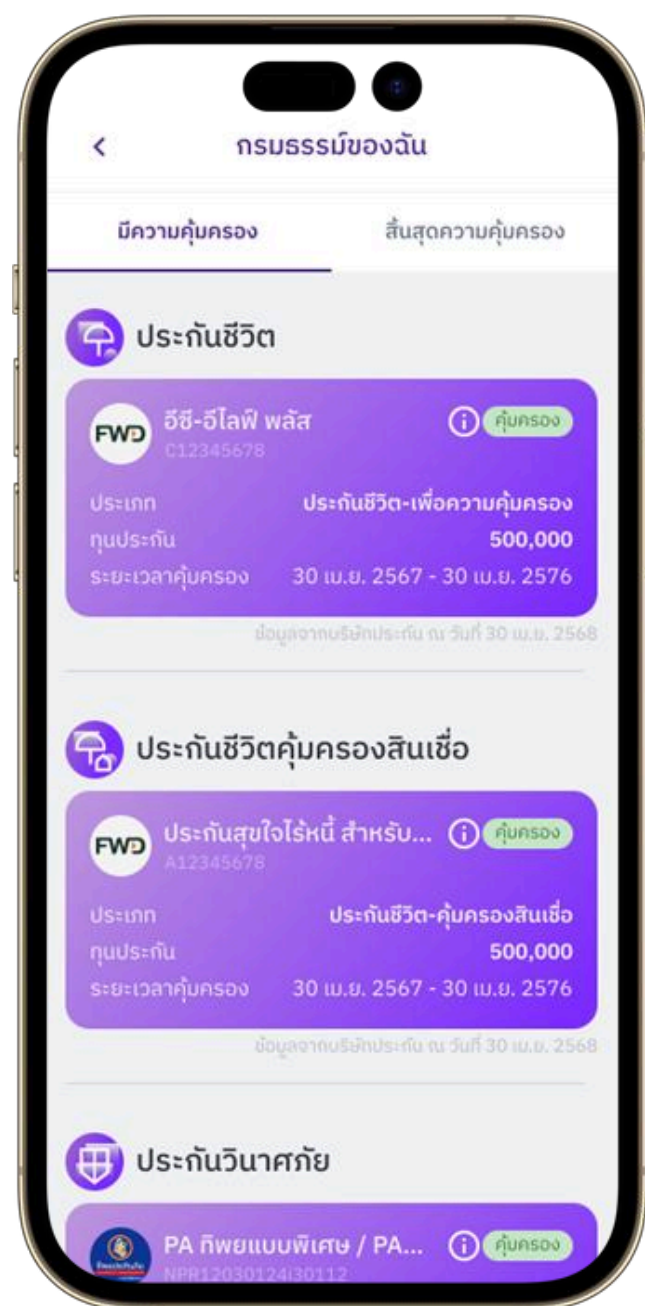 กรมธรรม์ของฉัน
มีความคุ้มครอง สิ้นสุดความคุ้มครอง
ประกันชีวิต
FWD อีซี-อีไลฟ์ พลัส คุ้มครอง
C12345678
ประเภท ประกันชีวิต-เพื่อความคุ้มครอง
ทุนประกัน 500,000
ระยะเวลาคุ้มครอง 30 เม.ย. 2567 - 30 เม.ย. 2576
ข้อมูลจากบริษัทประกัน ณ วันที่ 30 เม.ย. 2568
ประกันชีวิตคุ้มครองสินเชื่อ
FWD ประกันสุขใจไร้หนี้ สำหรับ... คุ้มครอง
A12345678
ประเภท ประกันชีวิต-คุ้มครองสินเชื่อ
ทุนประกัน 500,000
ระยะเวลาคุ้มครอง 30 เม.ย. 2567 - 30 เม.ย. 2576
ข้อมูลจากบริษัทประกัน ณ วันที่ 30 เม.ย. 2568
ประกันวินาศภัย
PA ทิพยแบบพิเศษ / PA... คุ้มครอง
NPR12030124i30112